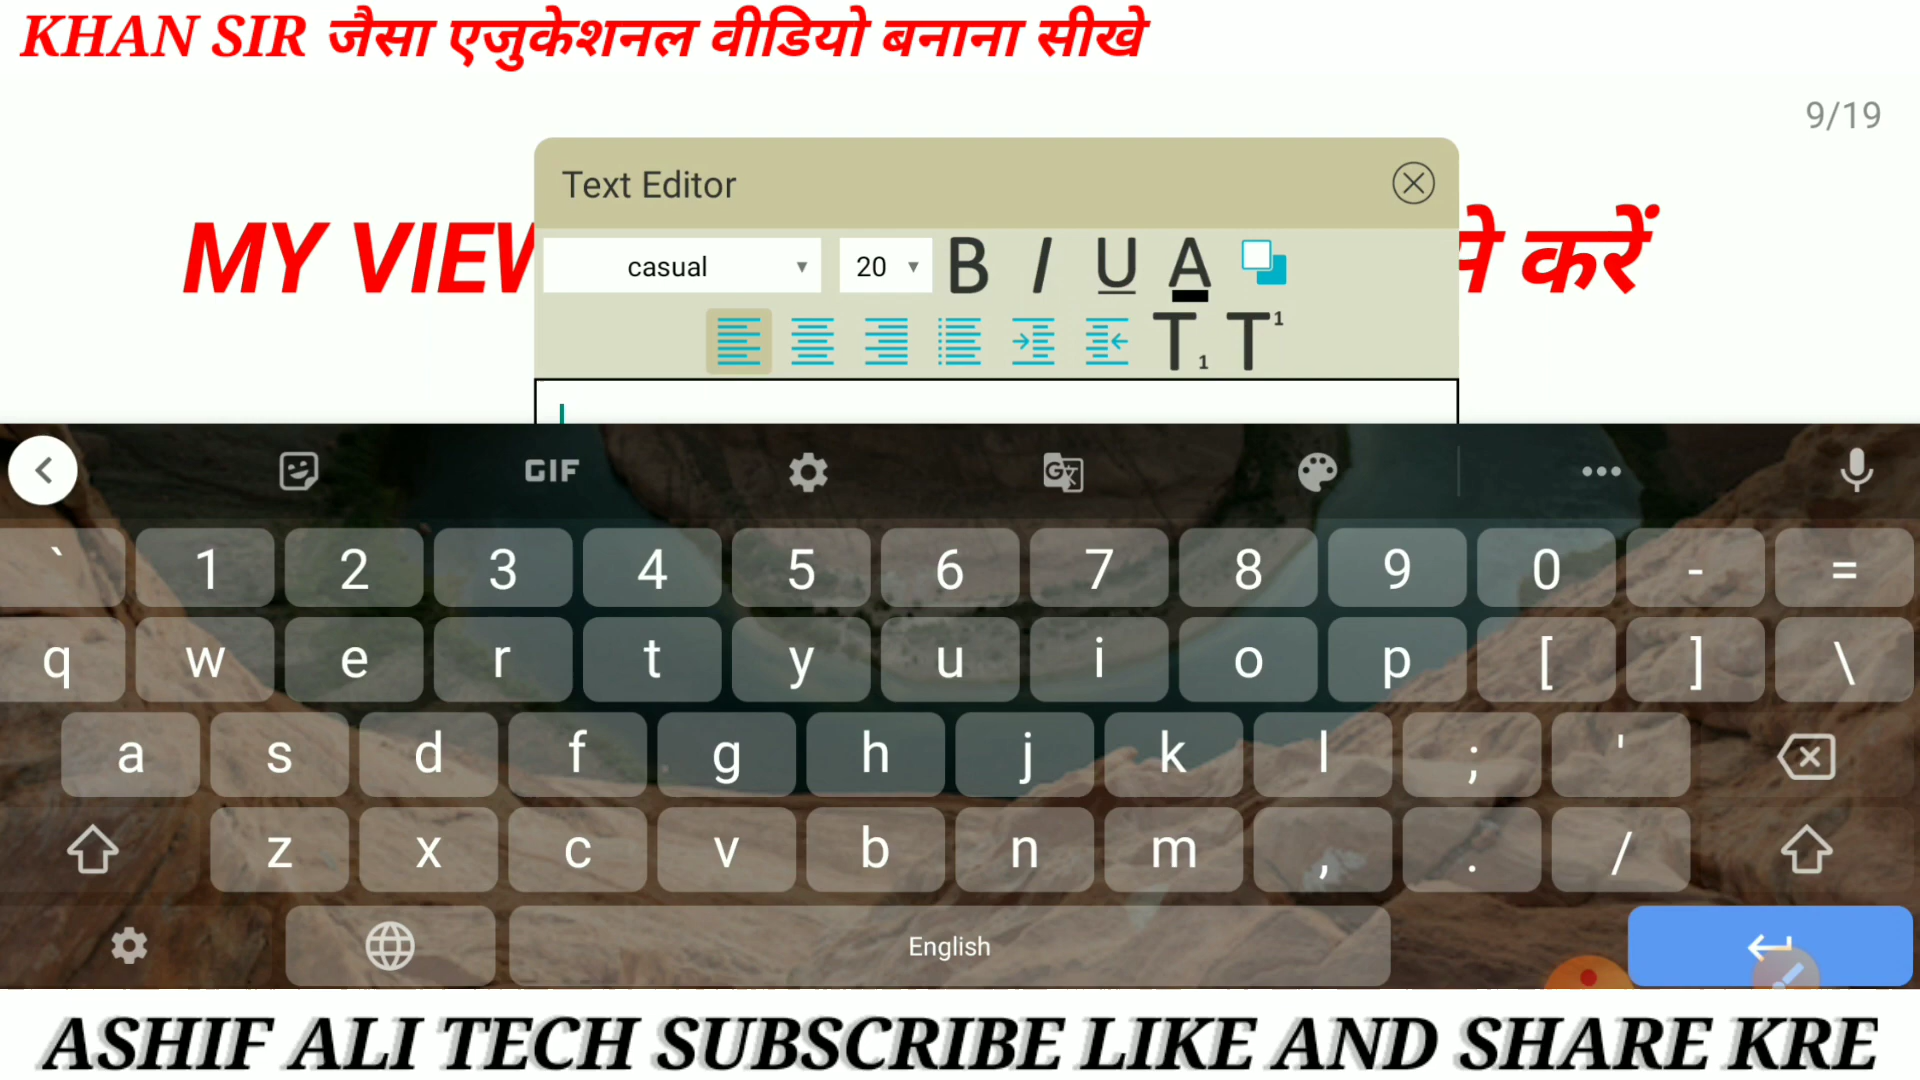 KHAN SIR जैसा एजुकेशनल वीडियो बनाना सीखे
9/19
Text Editor
MY VIEW से करें
casual 20 B I U A
T1 T1
GIF
` 1 2 3 4 5 6 7 8 9 0 - =
q w e r t y u i o p [ ] \
a s d f g h j k l ; '
z x c v b n m , . /
English
ASHIF ALI TECH SUBSCRIBE LIKE AND SHARE KRE